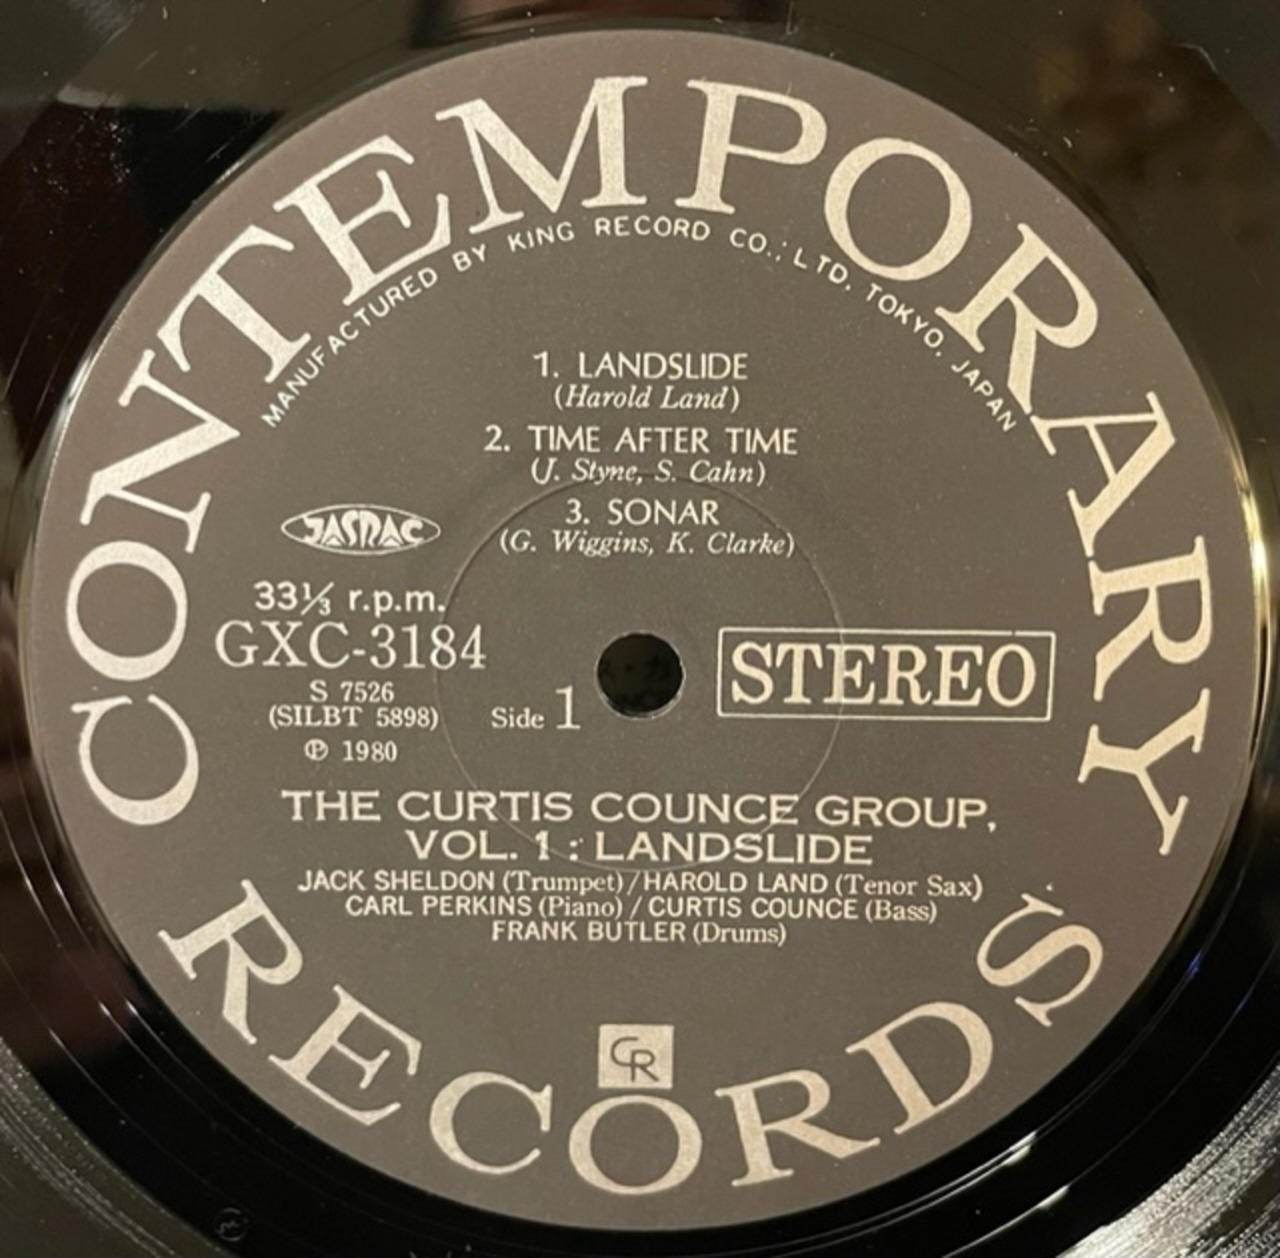 CONTEMPORARY
MANUFACTURED BY KING RECORD CO., LTD. TOKYO. JAPAN
1. LANDSLIDE
(Harold Land)
2. TIME AFTER TIME
(J. Styne, S. Cahn)
3. SONAR
(G. Wiggins, K. Clarke)
JASRAC
33⅓ r.p.m.
GXC-3184
S 7526
(SILBT 5898)
℗ 1980
Side 1
STEREO
THE CURTIS COUNCE GROUP,
VOL. 1 : LANDSLIDE
JACK SHELDON (Trumpet) / HAROLD LAND (Tenor Sax)
CARL PERKINS (Piano) / CURTIS COUNCE (Bass)
FRANK BUTLER (Drums)
CR
RECORDS